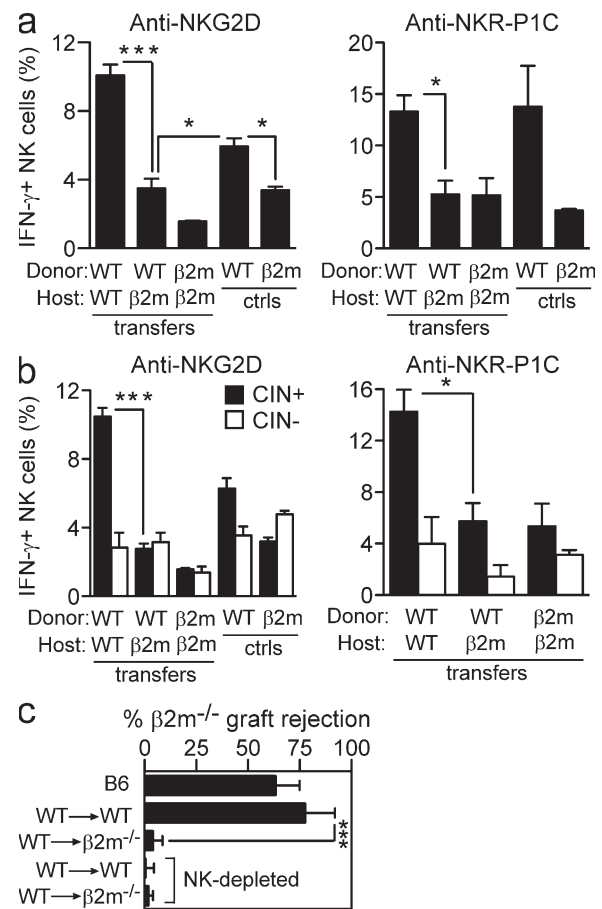 a
Anti-NKG2D
Anti-NKR-P1C
IFN-γ+ NK cells (%)
12
8
4
0
20
15
10
5
0
***
*
*
*
Donor: WT WT β2m WT β2m
Host: WT β2m β2m ctrls
transfers
WT WT β2m WT β2m
WT β2m β2m ctrls
transfers
b
Anti-NKG2D
Anti-NKR-P1C
IFN-γ+ NK cells (%)
12
8
4
0
16
12
8
4
0
***
*
CIN+
CIN-
Donor: WT WT β2m WT β2m
Host: WT β2m β2m ctrls
transfers
Donor: WT WT β2m
Host: WT β2m β2m
transfers
c
% β2m-/- graft rejection
0 25 50 75 100
B6
WT→WT
WT→β2m-/-
***
WT→WT
WT→β2m-/-
NK-depleted